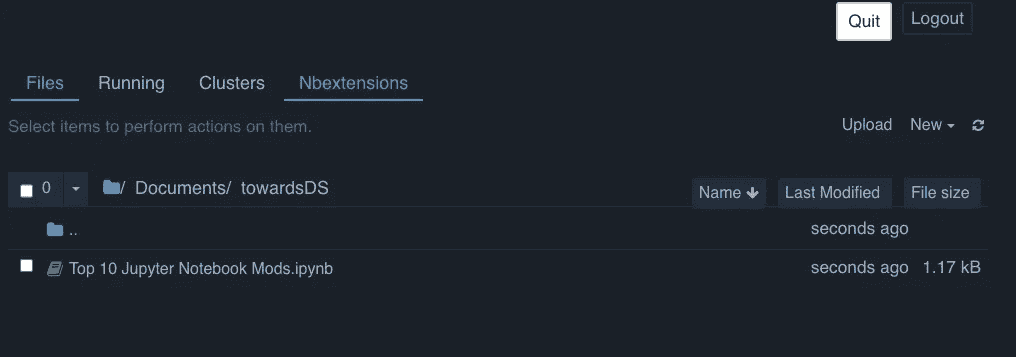 Quit Logout
Files Running Clusters Nbextensions
Select items to perform actions on them.
Upload New
0 / Documents/ towardsDS
Name Last Modified File size
.. seconds ago
Top 10 Jupyter Notebook Mods.ipynb seconds ago 1.17 kB